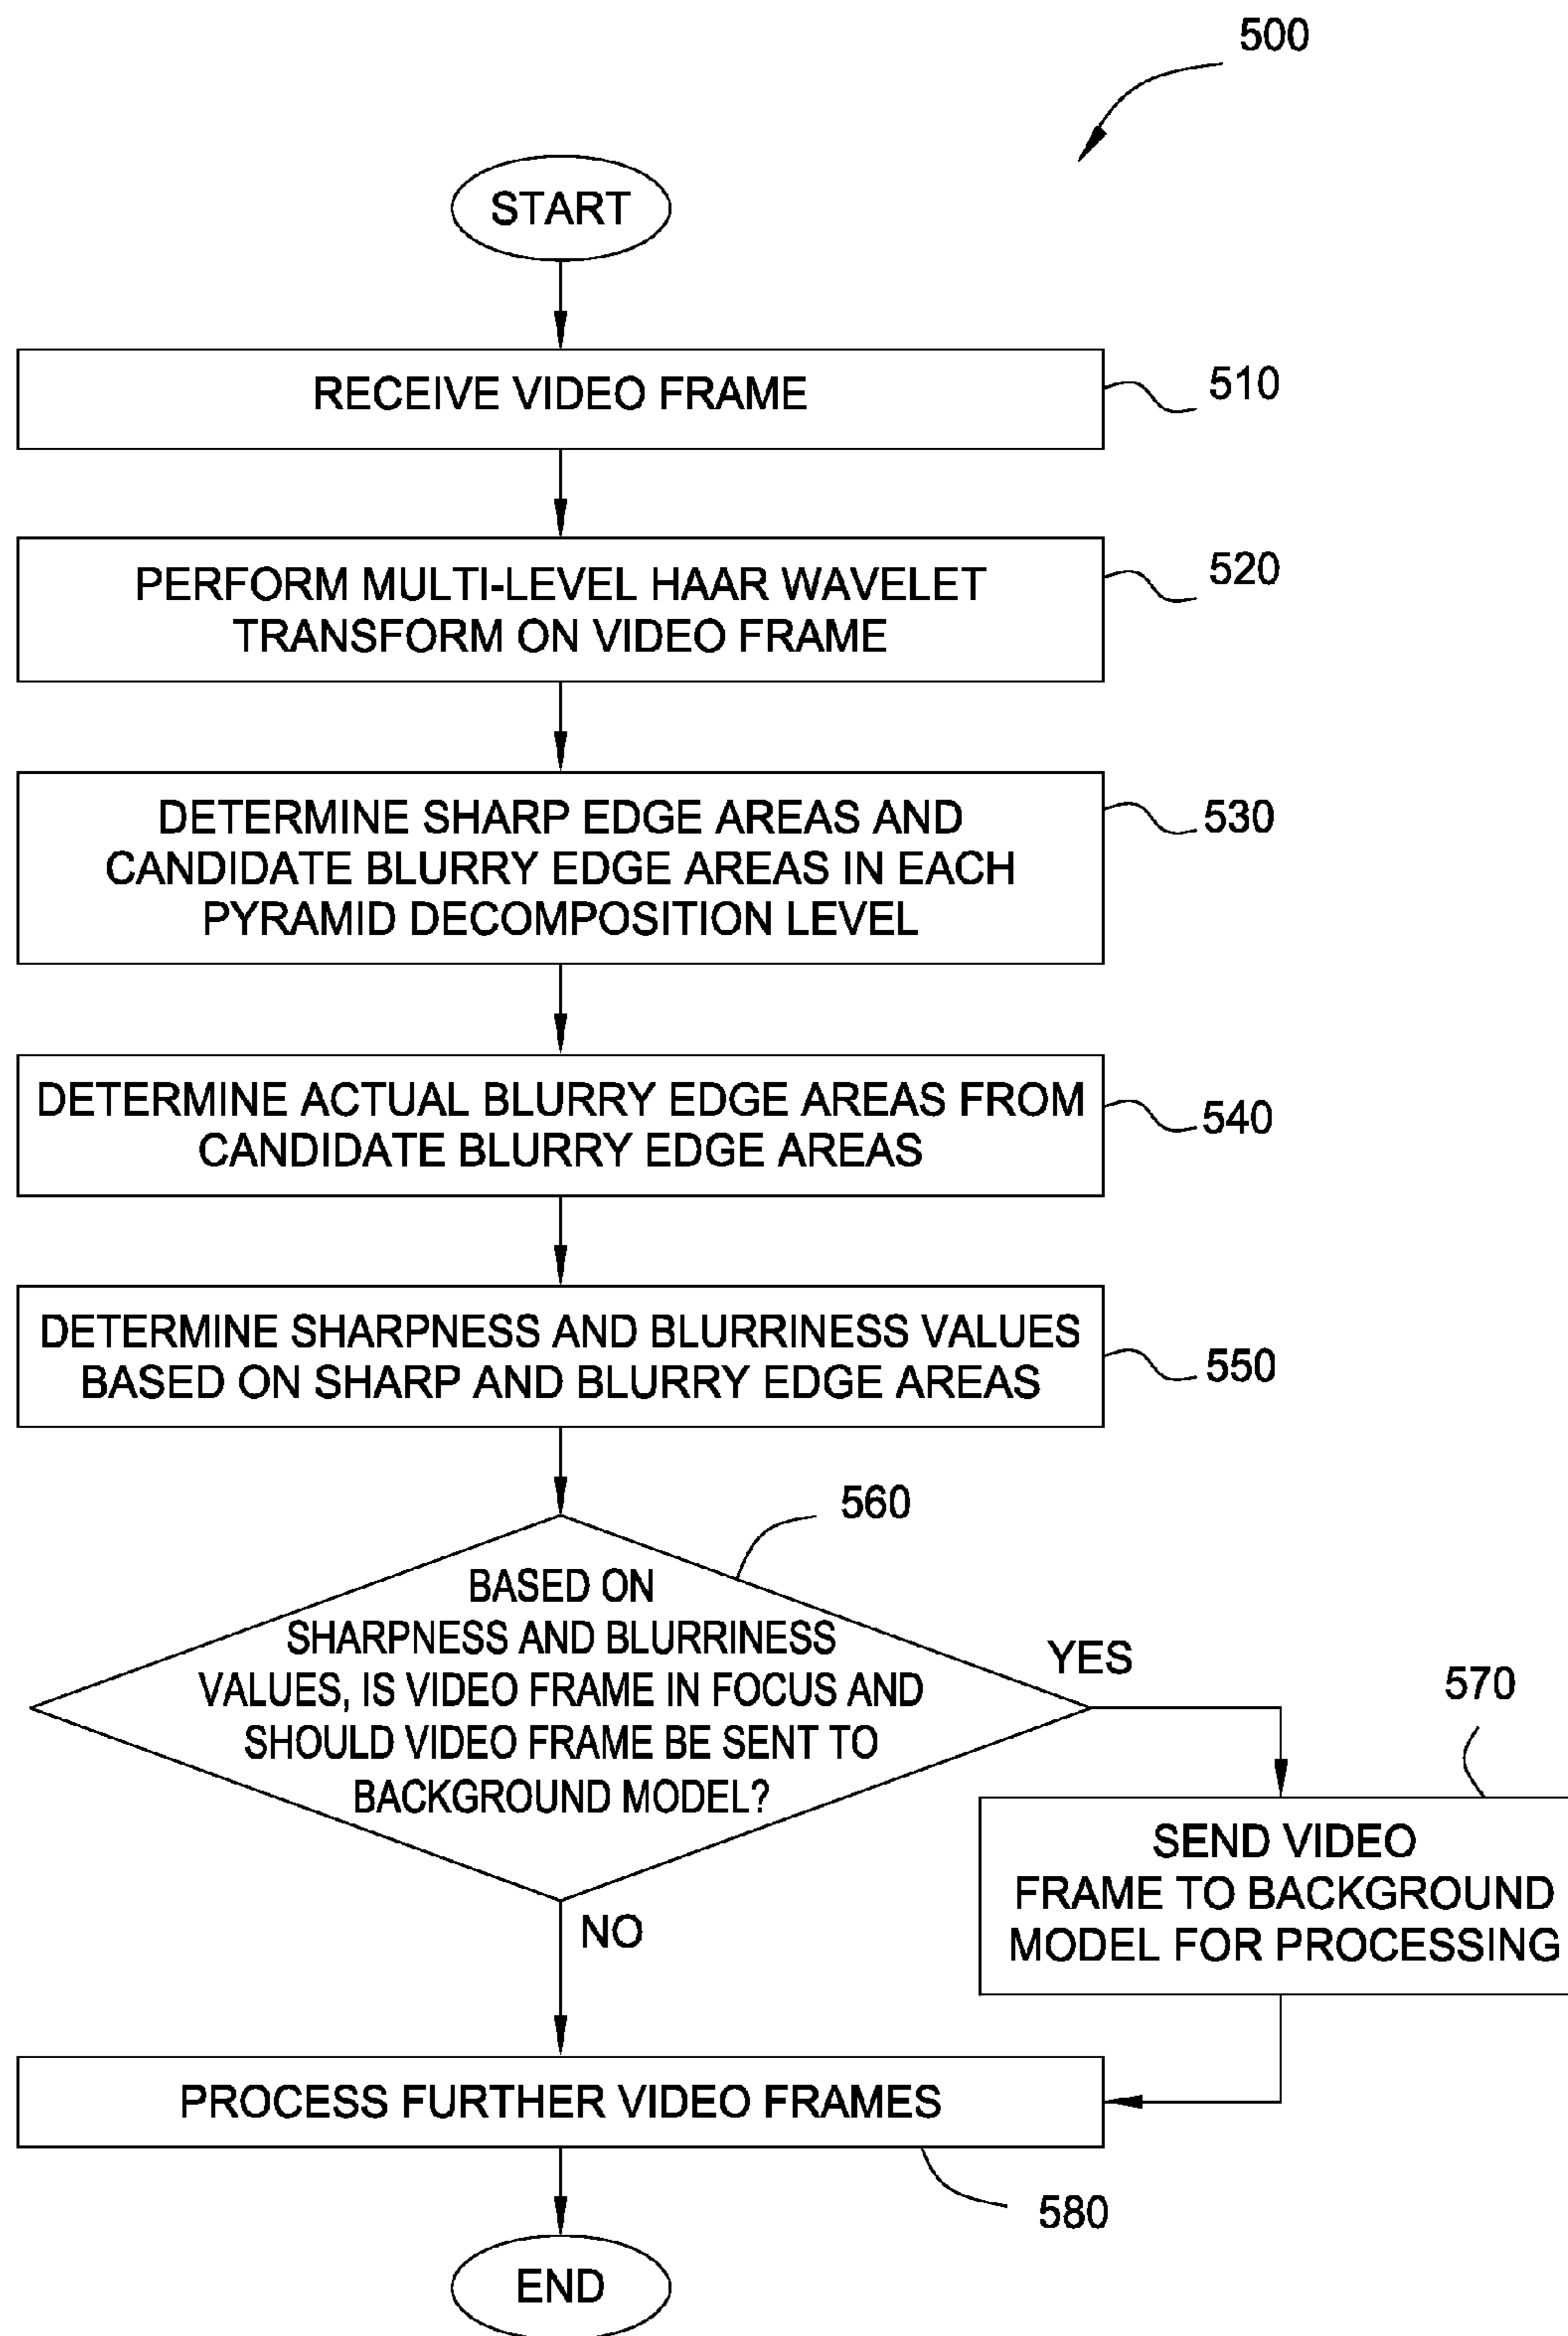 500
START
RECEIVE VIDEO FRAME
510
PERFORM MULTI-LEVEL HAAR WAVELET
TRANSFORM ON VIDEO FRAME
520
DETERMINE SHARP EDGE AREAS AND
CANDIDATE BLURRY EDGE AREAS IN EACH
PYRAMID DECOMPOSITION LEVEL
530
DETERMINE ACTUAL BLURRY EDGE AREAS FROM
CANDIDATE BLURRY EDGE AREAS
540
DETERMINE SHARPNESS AND BLURRINESS VALUES
BASED ON SHARP AND BLURRY EDGE AREAS
550
560
BASED ON
SHARPNESS AND BLURRINESS
VALUES, IS VIDEO FRAME IN FOCUS AND
SHOULD VIDEO FRAME BE SENT TO
BACKGROUND MODEL?
YES
570
SEND VIDEO
FRAME TO BACKGROUND
MODEL FOR PROCESSING
NO
PROCESS FURTHER VIDEO FRAMES
580
END